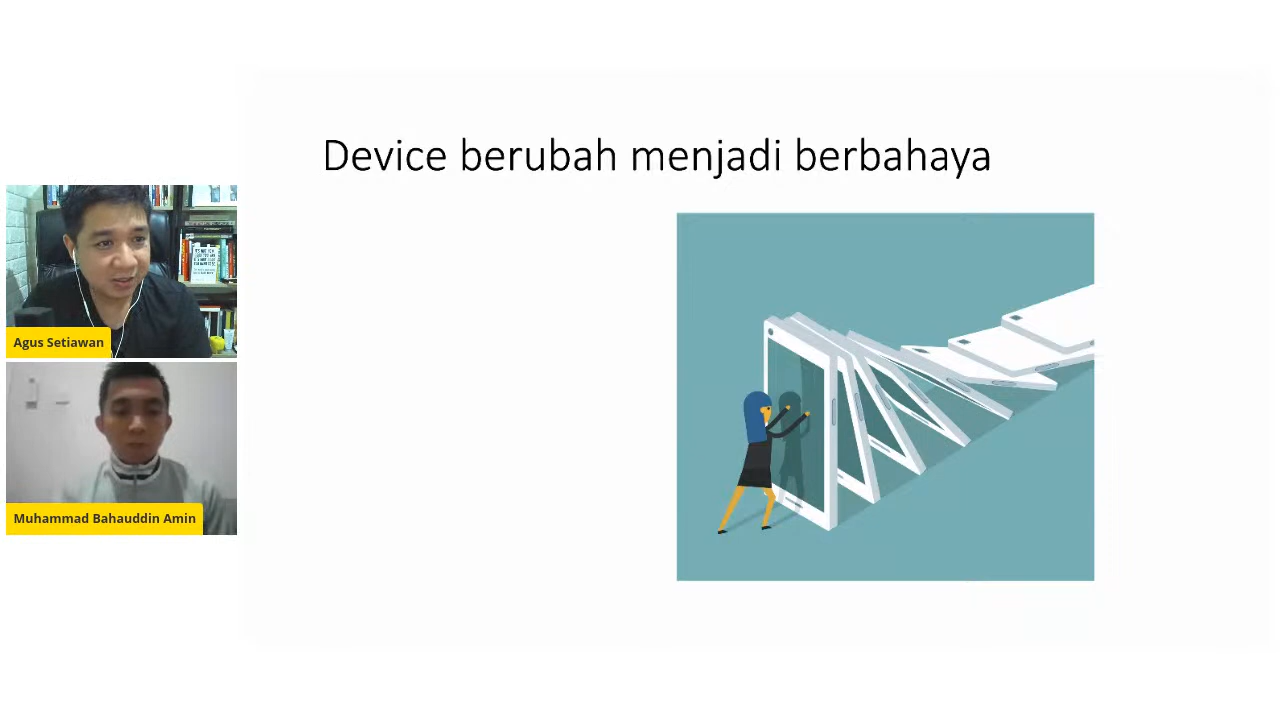 Device berubah menjadi berbahaya
Agus Setiawan
Muhammad Bahauddin Amin